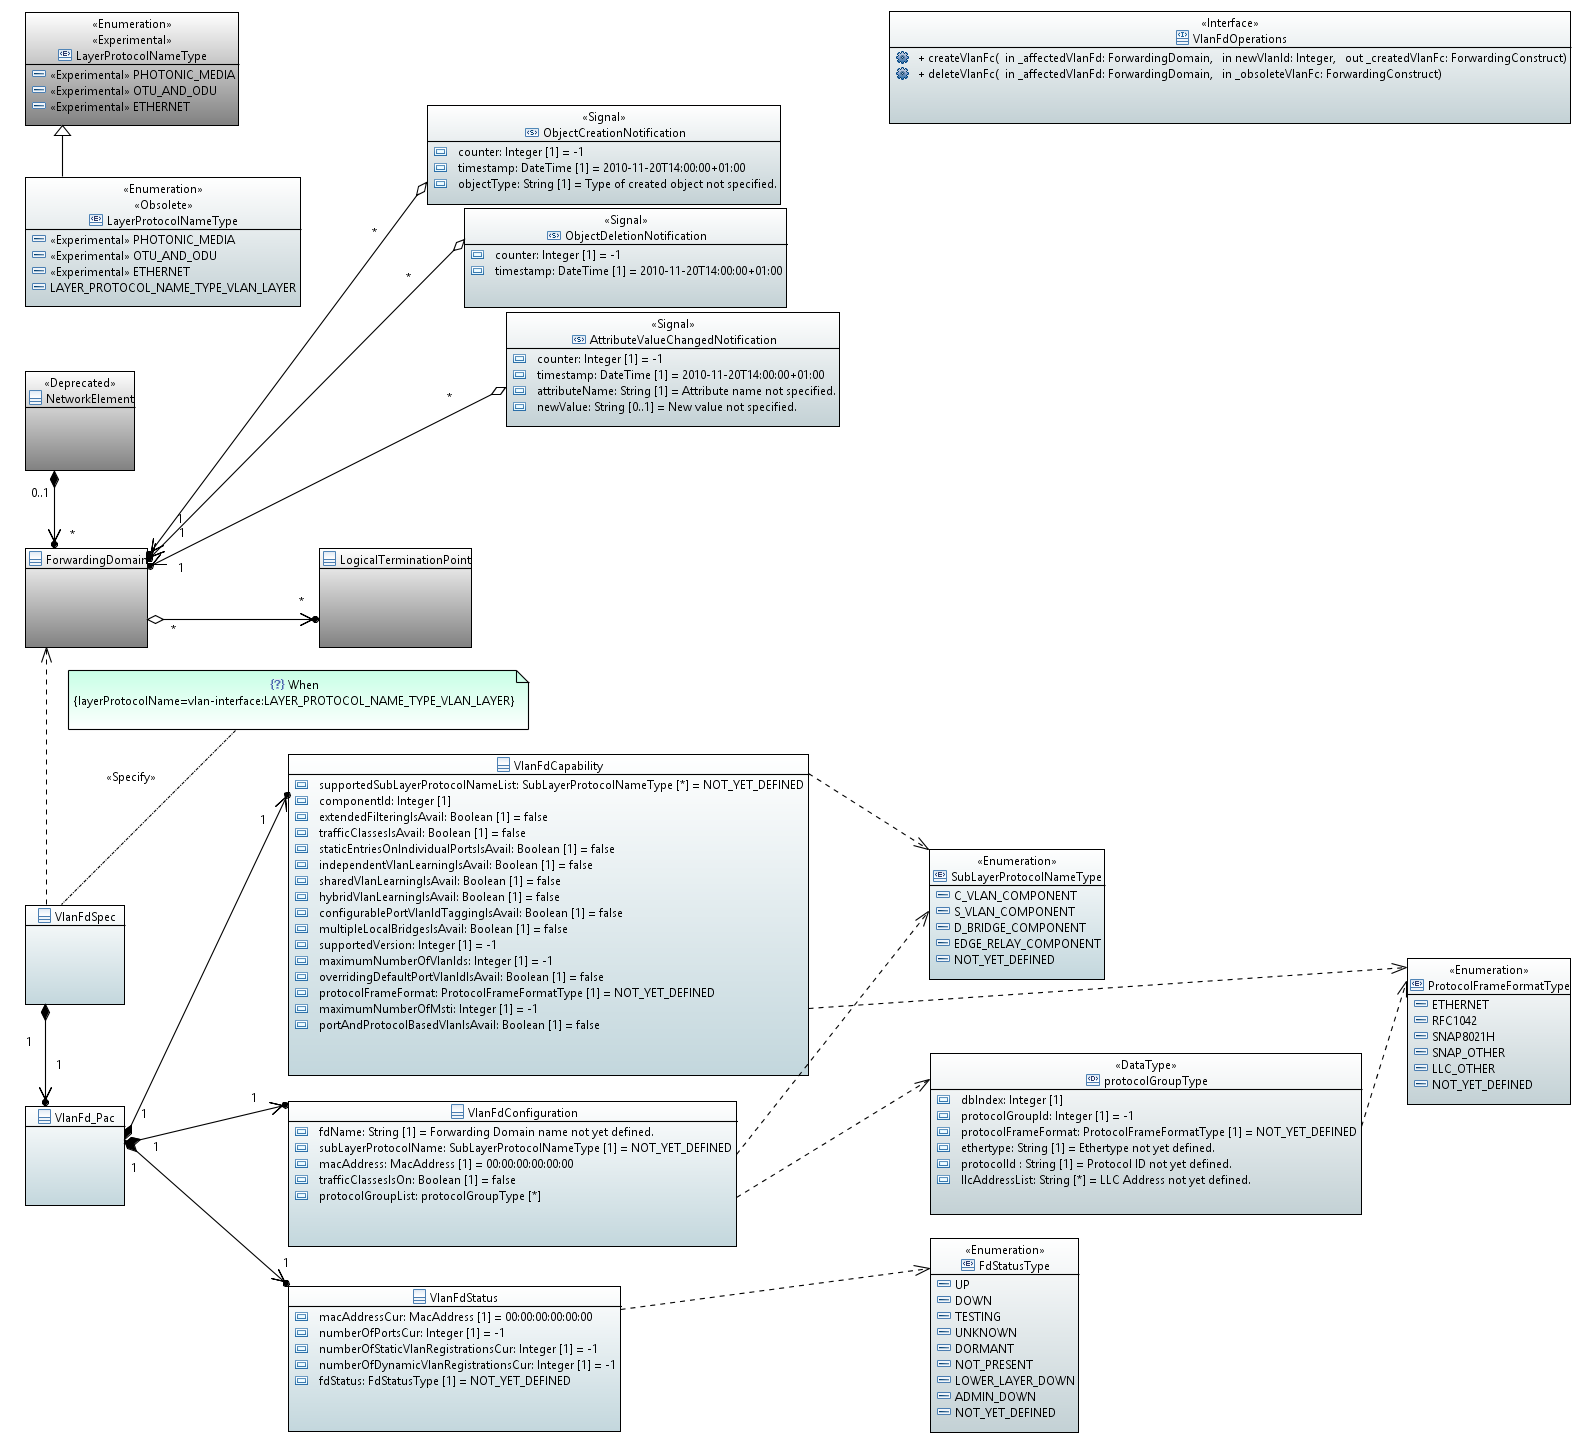 «Enumeration»
«Experimental»
LayerProtocolNameType
«Experimental» PHOTONIC_MEDIA
«Experimental» OTU_AND_ODU
«Experimental» ETHERNET
«Enumeration»
«Obsolete»
LayerProtocolNameType
«Experimental» PHOTONIC_MEDIA
«Experimental» OTU_AND_ODU
«Experimental» ETHERNET
LAYER_PROTOCOL_NAME_TYPE_VLAN_LAYER
«Interface»
VlanFdOperations
+ createVlanFc( in _affectedVlanFd: ForwardingDomain, in newVlanId: Integer, out _createdVlanFc: ForwardingConstruct)
+ deleteVlanFc( in _affectedVlanFd: ForwardingDomain, in _obsoleteVlanFc: ForwardingConstruct)
«Signal»
ObjectCreationNotification
counter: Integer [1] = -1
timestamp: DateTime [1] = 2010-11-20T14:00:00+01:00
objectType: String [1] = Type of created object not specified.
*
«Signal»
ObjectDeletionNotification
counter: Integer [1] = -1
timestamp: DateTime [1] = 2010-11-20T14:00:00+01:00
*
«Signal»
AttributeValueChangedNotification
counter: Integer [1] = -1
timestamp: DateTime [1] = 2010-11-20T14:00:00+01:00
attributeName: String [1] = Attribute name not specified.
newValue: String [0..1] = New value not specified.
*
«Deprecated»
NetworkElement
0..1
*
1
1
1
ForwardingDomain
LogicalTerminationPoint
*
*
{?} When
{layerProtocolName=vlan-interface:LAYER_PROTOCOL_NAME_TYPE_VLAN_LAYER}
«Specify»
VlanFdCapability
supportedSubLayerProtocolNameList: SubLayerProtocolNameType [*] = NOT_YET_DEFINED
componentId: Integer [1]
extendedFilteringIsAvail: Boolean [1] = false
trafficClassesIsAvail: Boolean [1] = false
staticEntriesOnIndividualPortsIsAvail: Boolean [1] = false
independentVlanLearningIsAvail: Boolean [1] = false
sharedVlanLearningIsAvail: Boolean [1] = false
hybridVlanLearningIsAvail: Boolean [1] = false
configurablePortVlanIdTaggingIsAvail: Boolean [1] = false
multipleLocalBridgesIsAvail: Boolean [1] = false
supportedVersion: Integer [1] = -1
maximumNumberOfVlanIds: Integer [1] = -1
overridingDefaultPortVlanIdIsAvail: Boolean [1] = false
protocolFrameFormat: ProtocolFrameFormatType [1] = NOT_YET_DEFINED
maximumNumberOfMsti: Integer [1] = -1
portAndProtocolBasedVlanIsAvail: Boolean [1] = false
1
«Enumeration»
SubLayerProtocolNameType
C_VLAN_COMPONENT
S_VLAN_COMPONENT
D_BRIDGE_COMPONENT
EDGE_RELAY_COMPONENT
NOT_YET_DEFINED
VlanFdSpec
1
1
«Enumeration»
ProtocolFrameFormatType
ETHERNET
RFC1042
SNAP8021H
SNAP_OTHER
LLC_OTHER
NOT_YET_DEFINED
VlanFd_Pac
1
1
1
1
VlanFdConfiguration
fdName: String [1] = Forwarding Domain name not yet defined.
subLayerProtocolName: SubLayerProtocolNameType [1] = NOT_YET_DEFINED
macAddress: MacAddress [1] = 00:00:00:00:00:00
trafficClassesIsOn: Boolean [1] = false
protocolGroupList: protocolGroupType [*]
«DataType»
protocolGroupType
dbIndex: Integer [1]
protocolGroupId: Integer [1] = -1
protocolFrameFormat: ProtocolFrameFormatType [1] = NOT_YET_DEFINED
ethertype: String [1] = Ethertype not yet defined.
protocolId : String [1] = Protocol ID not yet defined.
llcAddressList: String [*] = LLC Address not yet defined.
1
VlanFdStatus
macAddressCur: MacAddress [1] = 00:00:00:00:00:00
numberOfPortsCur: Integer [1] = -1
numberOfStaticVlanRegistrationsCur: Integer [1] = -1
numberOfDynamicVlanRegistrationsCur: Integer [1] = -1
fdStatus: FdStatusType [1] = NOT_YET_DEFINED
«Enumeration»
FdStatusType
UP
DOWN
TESTING
UNKNOWN
DORMANT
NOT_PRESENT
LOWER_LAYER_DOWN
ADMIN_DOWN
NOT_YET_DEFINED